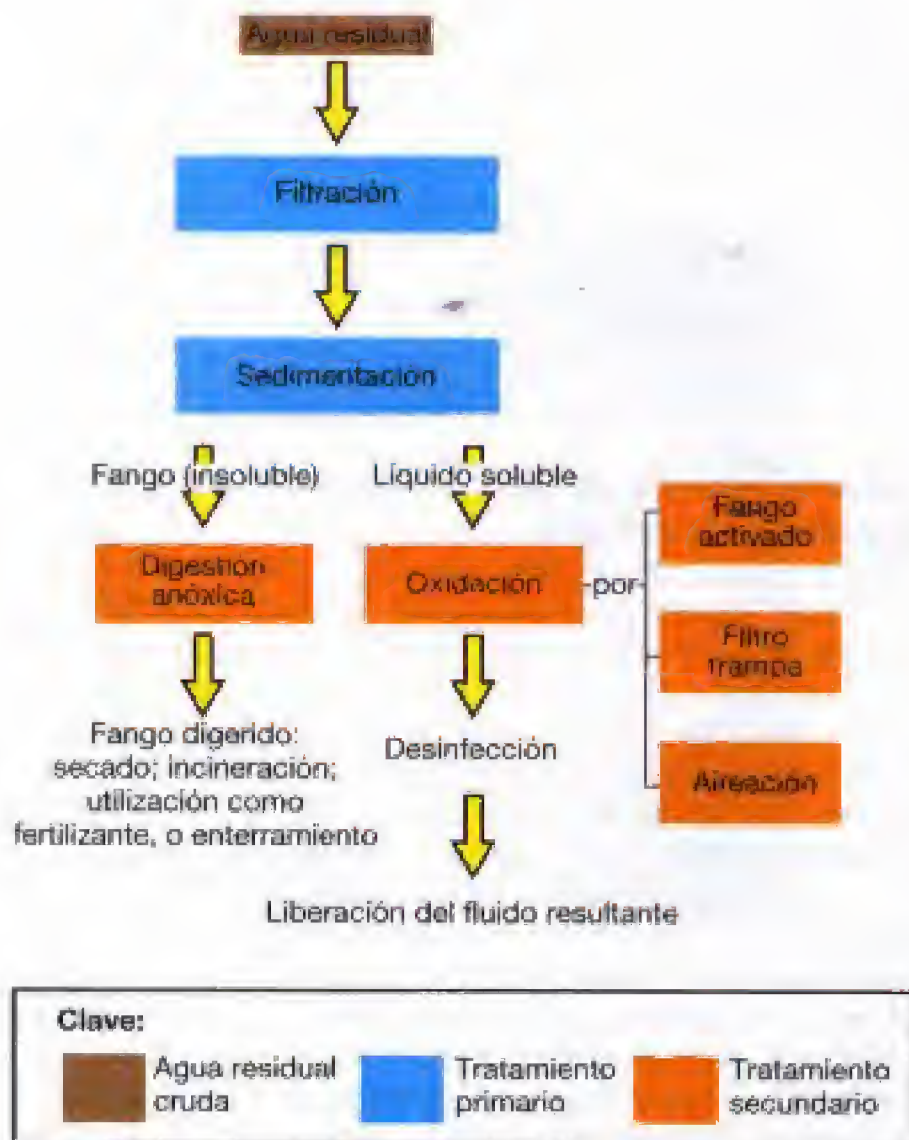 Agua residual
Filtración
Sedimentación
Fango (insoluble)
Líquido soluble
Digestión
anóxica
Oxidación
por
Fango
activado
Filtro
trampa
Aireación
Fango digerido:
secado; incineración;
utilización como
fertilizante, o enterramiento
Desinfección
Liberación del fluido resultante
Clave:
Agua residual
cruda
Tratamiento
primario
Tratamiento
secundario